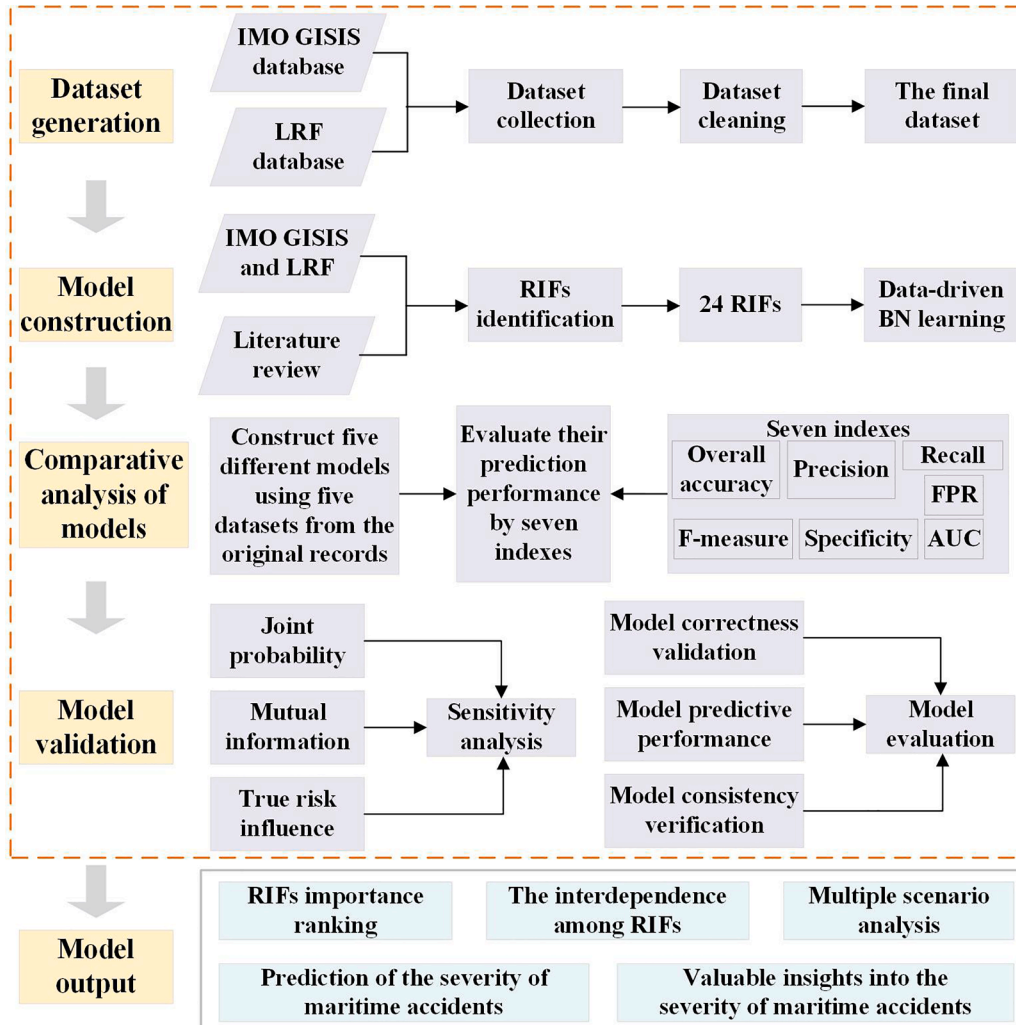 Dataset
generation
IMO GISIS
database
LRF
database
Dataset
collection
Dataset
cleaning
The final
dataset
Model
construction
IMO GISIS
and LRF
Literature
review
RIFs
identification
24 RIFs
Data-driven
BN learning
Comparative
analysis of
models
Construct five
different models
using five
datasets from the
original records
Evaluate their
prediction
performance
by seven
indexes
Seven indexes
Overall
accuracy
Precision
Recall
FPR
F-measure
Specificity
AUC
Model
validation
Joint
probability
Mutual
information
True risk
influence
Sensitivity
analysis
Model correctness
validation
Model predictive
performance
Model consistency
verification
Model
evaluation
Model
output
RIFs importance
ranking
The interdependence
among RIFs
Multiple scenario
analysis
Prediction of the severity of
maritime accidents
Valuable insights into the
severity of maritime accidents